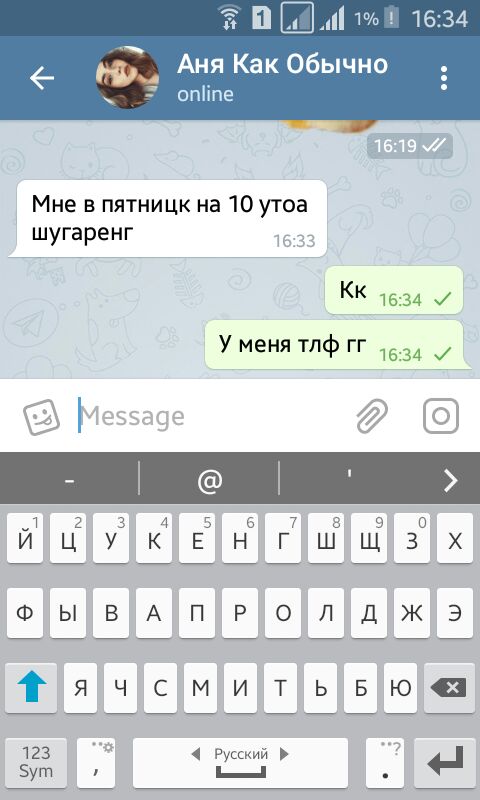 1 1% 16:34
Аня Как Обычно
online
16:19
Мне в пятницк на 10 утоа
шугаренг
16:33
Кк 16:34
У меня тлф гг 16:34
Message
- @ '
1 2 3 4 5 6 7 8 9 0
Й Ц У К Е Н Г Ш Щ З Х
Ф Ы В А П Р О Л Д Ж Э
Я Ч С М И Т Ь Б Ю
123
Sym
, Русский . ?